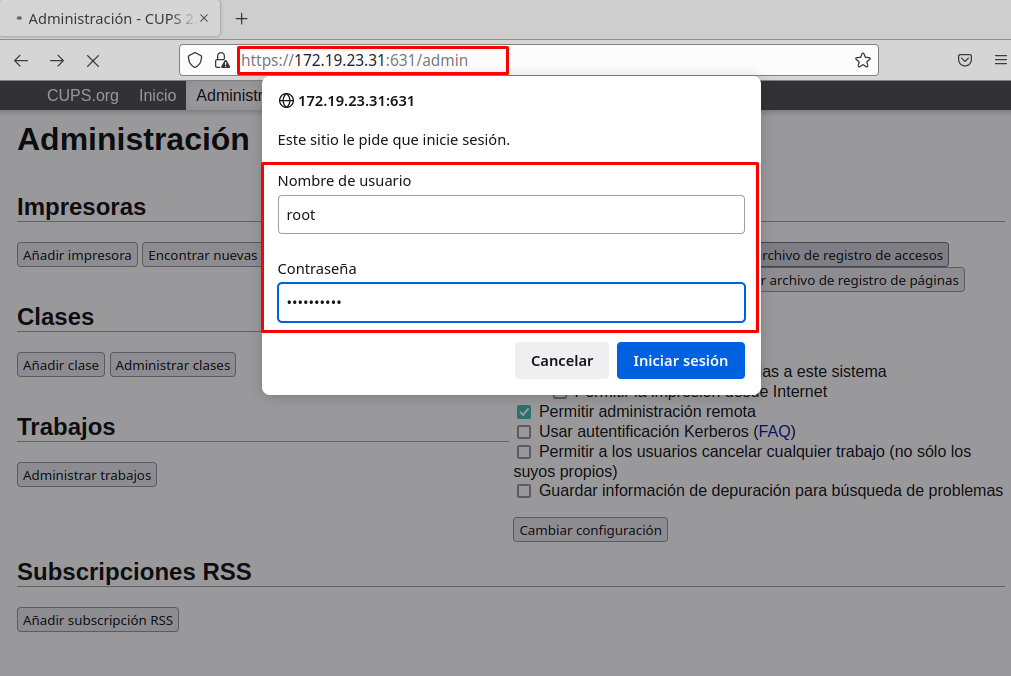 Administración - CUPS 2
https://172.19.23.31:631/admin
CUPS.org Inicio
172.19.23.31:631
Este sitio le pide que inicie sesión.
Nombre de usuario
root
Contraseña
••••••••••
Cancelar Iniciar sesión
Administración
Impresoras
Añadir impresora Encontrar nuevas
archivo de registro de accesos
archivo de registro de páginas
Clases
Añadir clase Administrar clases
a este sistema
Permitir la impresión desde Internet
Permitir administración remota
Usar autentificación Kerberos (FAQ)
Permitir a los usuarios cancelar cualquier trabajo (no sólo los
suyos propios)
Guardar información de depuración para búsqueda de problemas
Cambiar configuración
Trabajos
Administrar trabajos
Subscripciones RSS
Añadir subscripción RSS